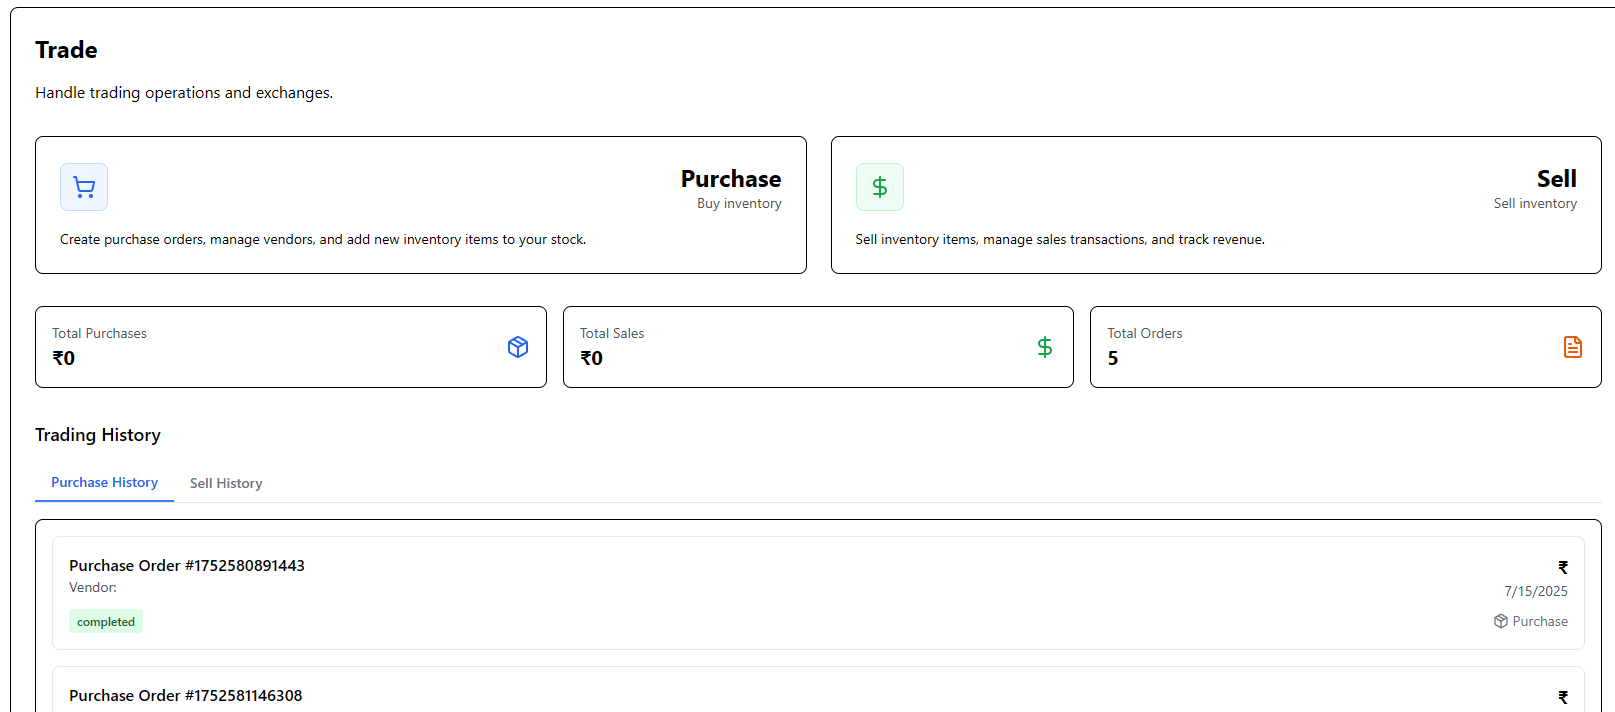 Trade
Handle trading operations and exchanges.
Purchase
Buy inventory
Create purchase orders, manage vendors, and add new inventory items to your stock.
Sell
Sell inventory
Sell inventory items, manage sales transactions, and track revenue.
Total Purchases
₹0
Total Sales
₹0
Total Orders
5
Trading History
Purchase History
Sell History
Purchase Order #1752580891443
₹
Vendor:
7/15/2025
completed
Purchase
Purchase Order #1752581146308
₹